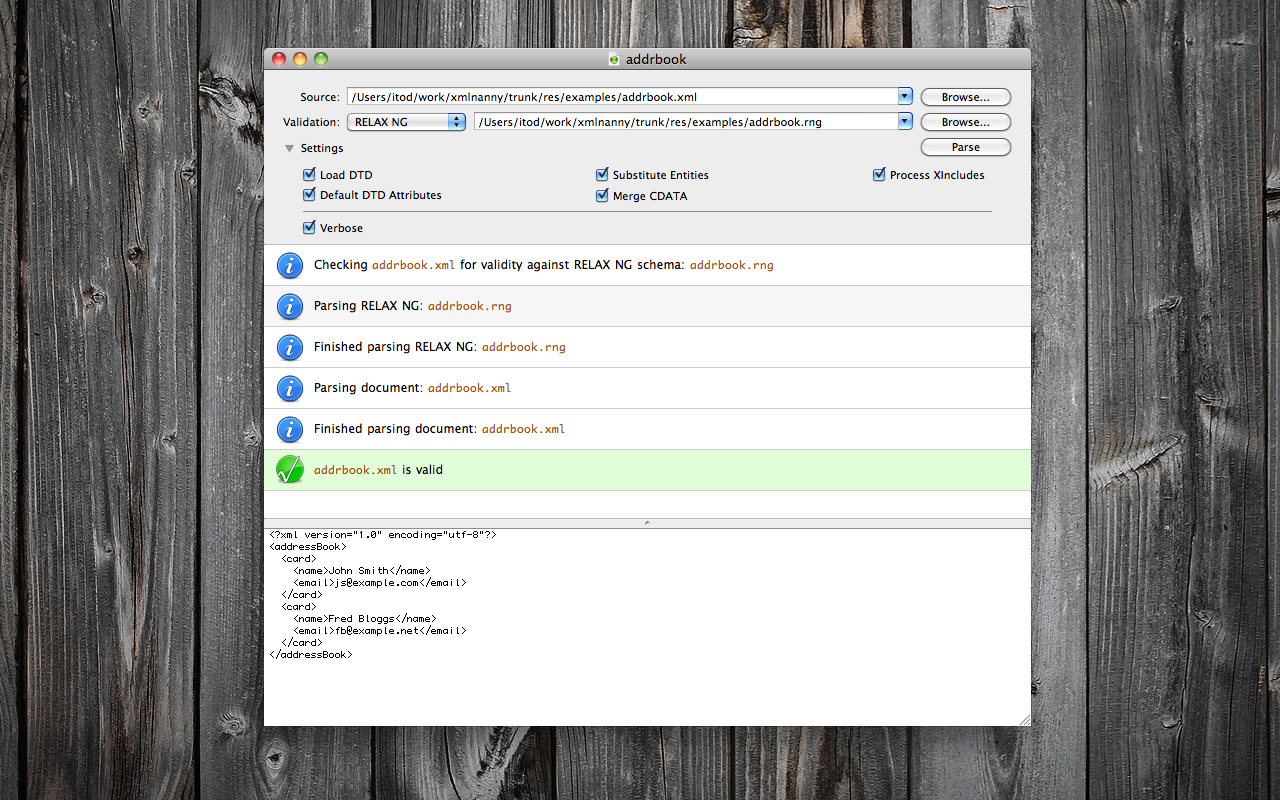 addrbook
Source: /Users/itod/work/xmlnanny/trunk/res/examples/addrbook.xml Browse...
Validation: RELAX NG /Users/itod/work/xmlnanny/trunk/res/examples/addrbook.rng Browse...
Settings Parse
Load DTD Substitute Entities Process XIncludes
Default DTD Attributes Merge CDATA
Verbose
Checking addrbook.xml for validity against RELAX NG schema: addrbook.rng
Parsing RELAX NG: addrbook.rng
Finished parsing RELAX NG: addrbook.rng
Parsing document: addrbook.xml
Finished parsing document: addrbook.xml
addrbook.xml is valid
<?xml version="1.0" encoding="utf-8"?>
<addressBook>
  <card>
    <name>John Smith</name>
    <email>js@example.com</email>
  </card>
  <card>
    <name>Fred Bloggs</name>
    <email>fb@example.net</email>
  </card>
</addressBook>